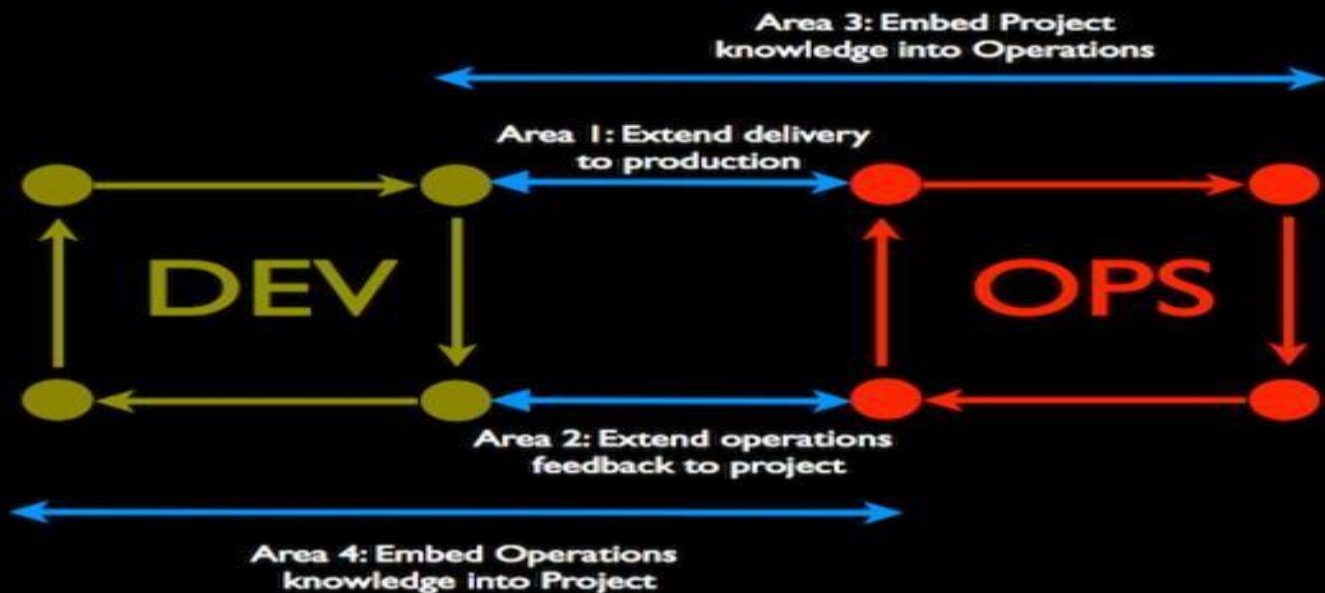 Area 3: Embed Project
knowledge into Operations
Area 1: Extend delivery
to production
DEV
OPS
Area 2: Extend operations
feedback to project
Area 4: Embed Operations
knowledge into Project